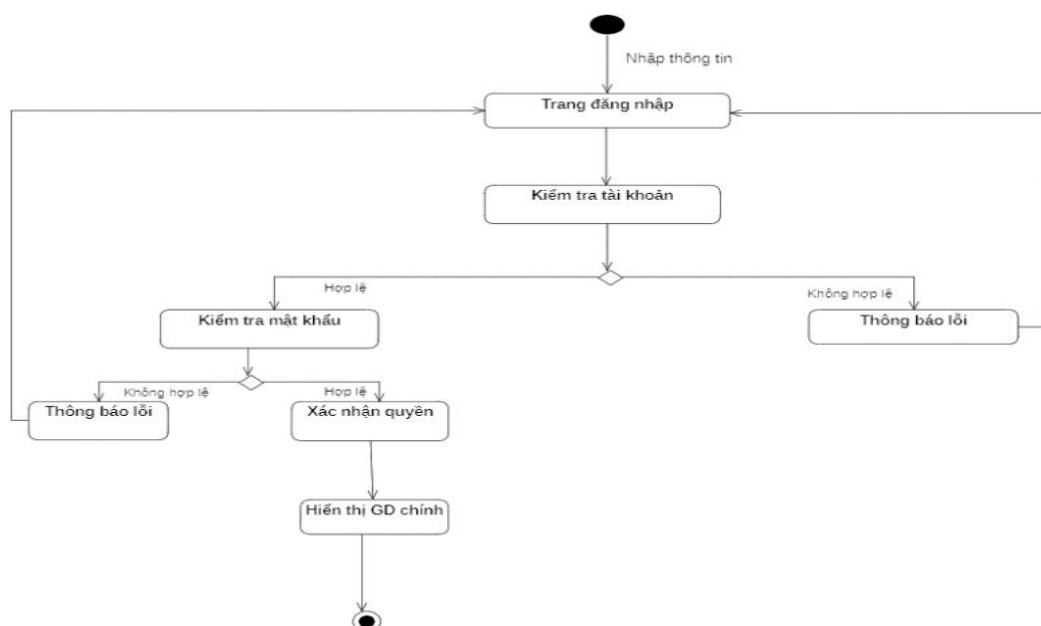 Nhập thông tin
Trang đăng nhập
Kiểm tra tài khoản
Hợp lệ
Không hợp lệ
Kiểm tra mật khẩu
Thông báo lỗi
Không hợp lệ
Hợp lệ
Thông báo lỗi
Xác nhận quyền
Hiển thị GD chính